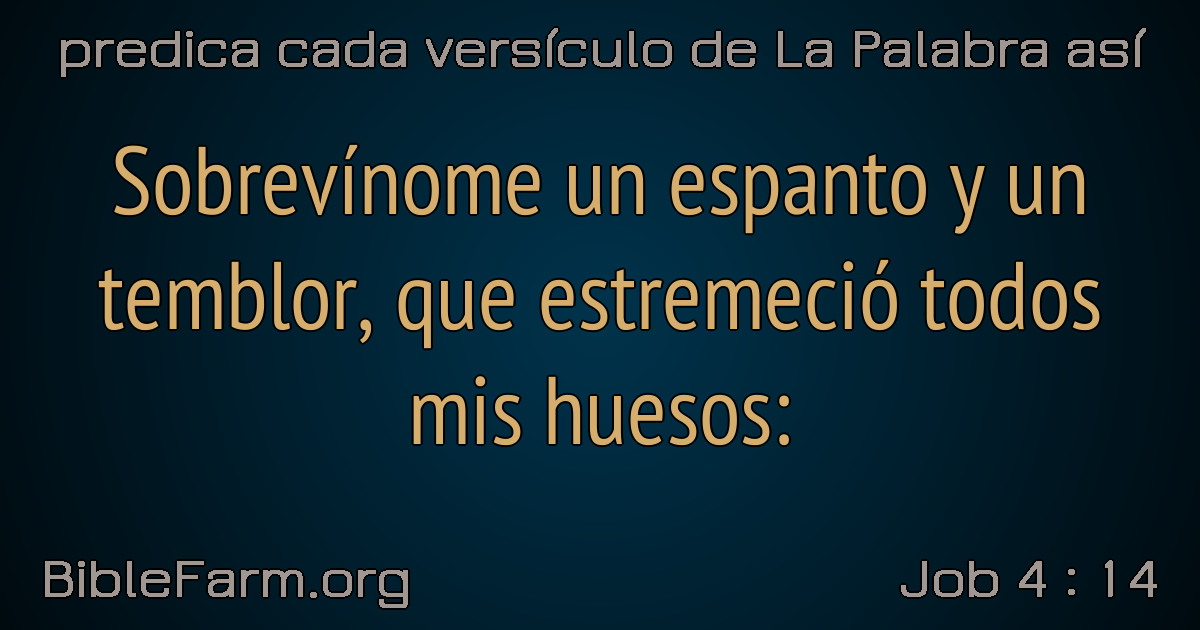 predica cada versículo de La Palabra así
Sobrevínome un espanto y un
temblor, que estremeció todos
mis huesos:
BibleFarm.org
Job 4 : 14